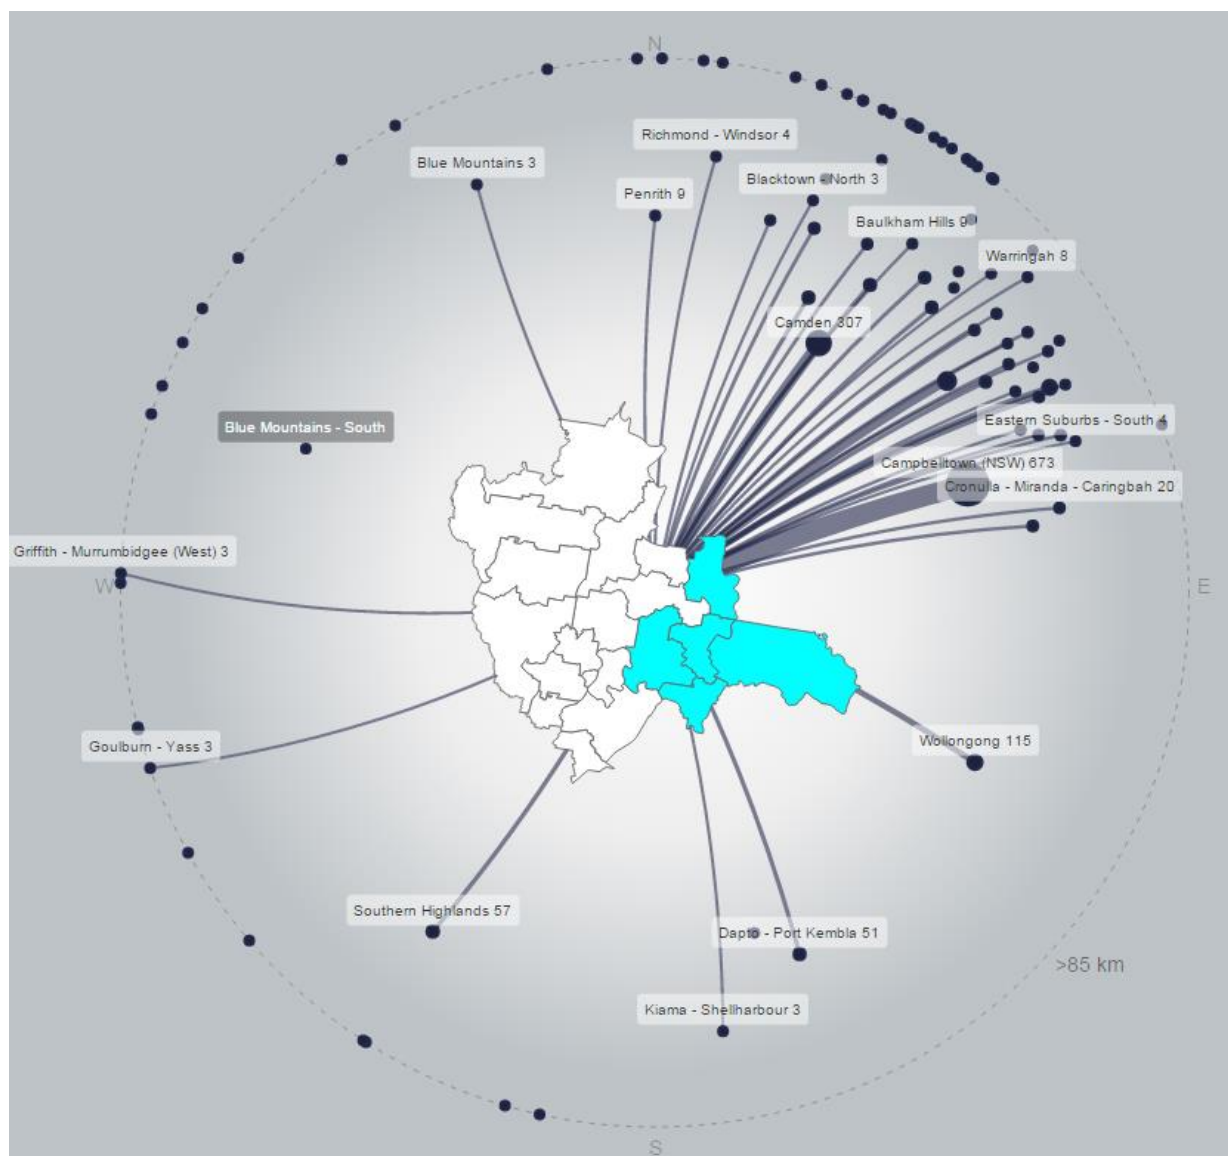 N
Richmond - Windsor 4
Blue Mountains 3
Blacktown - North 3
Penrith 9
Baulkham Hills 9
Warringah 8
Camden 307
Eastern Suburbs - South 4
Blue Mountains - South
Campbelltown (NSW) 673
Cronulla - Miranda - Caringbah 20
Griffith - Murrumbidgee (West) 3
W
E
Wollongong 115
Goulburn - Yass 3
Southern Highlands 57
Dapto - Port Kembla 51
>85 km
Kiama - Shellharbour 3
S